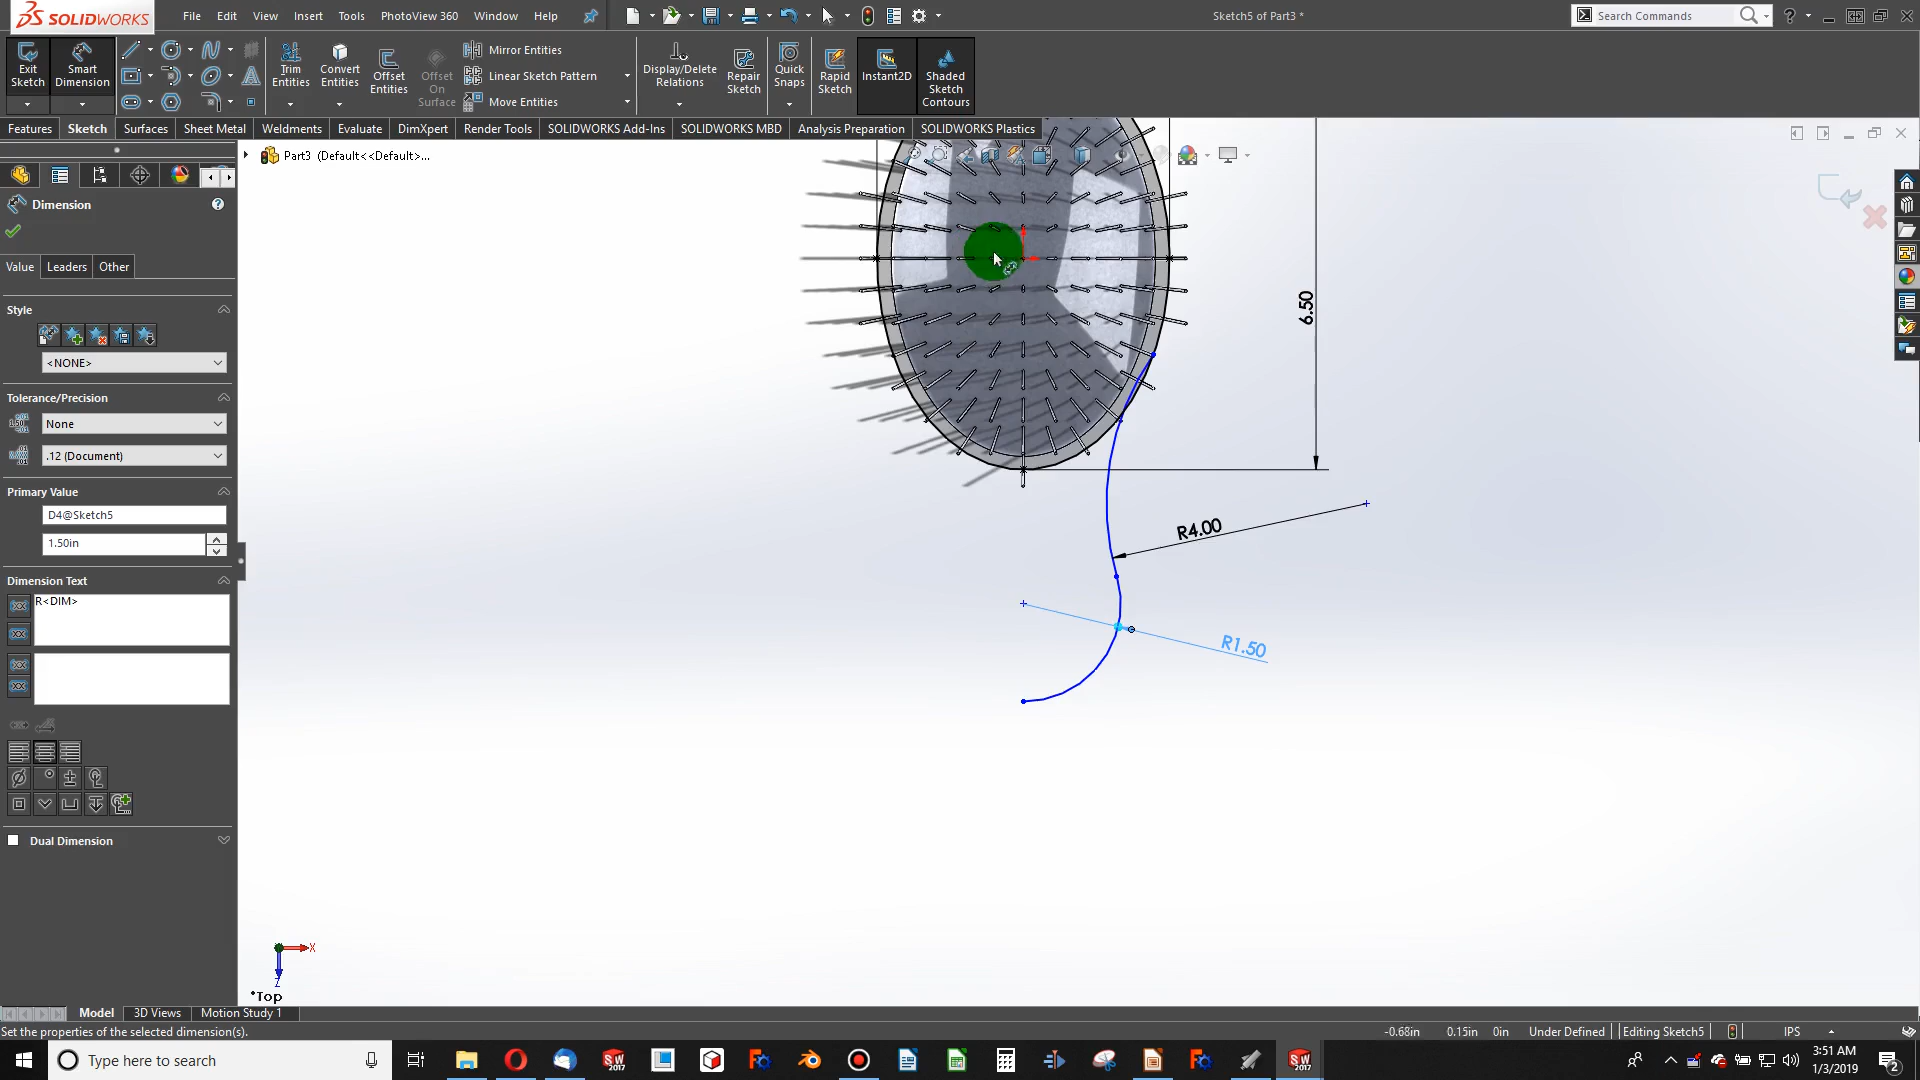 SOLIDWORKS
File Edit View Insert Tools PhotoView 360 Window Help
Sketch5 of Part3 *
Search Commands
Exit Sketch
Smart Dimension
Trim Entities
Convert Entities
Offset Entities
Offset On Surface
Mirror Entities
Linear Sketch Pattern
Move Entities
Display/Delete Relations
Repair Sketch
Quick Snaps
Rapid Sketch
Instant2D
Shaded Sketch Contours
Features Sketch Surfaces Sheet Metal Weldments Evaluate DimXpert Render Tools SOLIDWORKS Add-Ins SOLIDWORKS MBD Analysis Preparation SOLIDWORKS Plastics
Part3 (Default<<Default>...
Dimension
Value Leaders Other
Style
<NONE>
Tolerance/Precision
None
.12 (Document)
Primary Value
D4@Sketch5
1.50in
Dimension Text
R<DIM>
Dual Dimension
6.50
R4.00
R1.50
X
Z
*Top
Model 3D Views Motion Study 1
Set the properties of the selected dimension(s).
-0.68in 0.15in 0in Under Defined Editing Sketch5 IPS
Type here to search
SW 2017
SW 2017
3:51 AM
1/3/2019
2